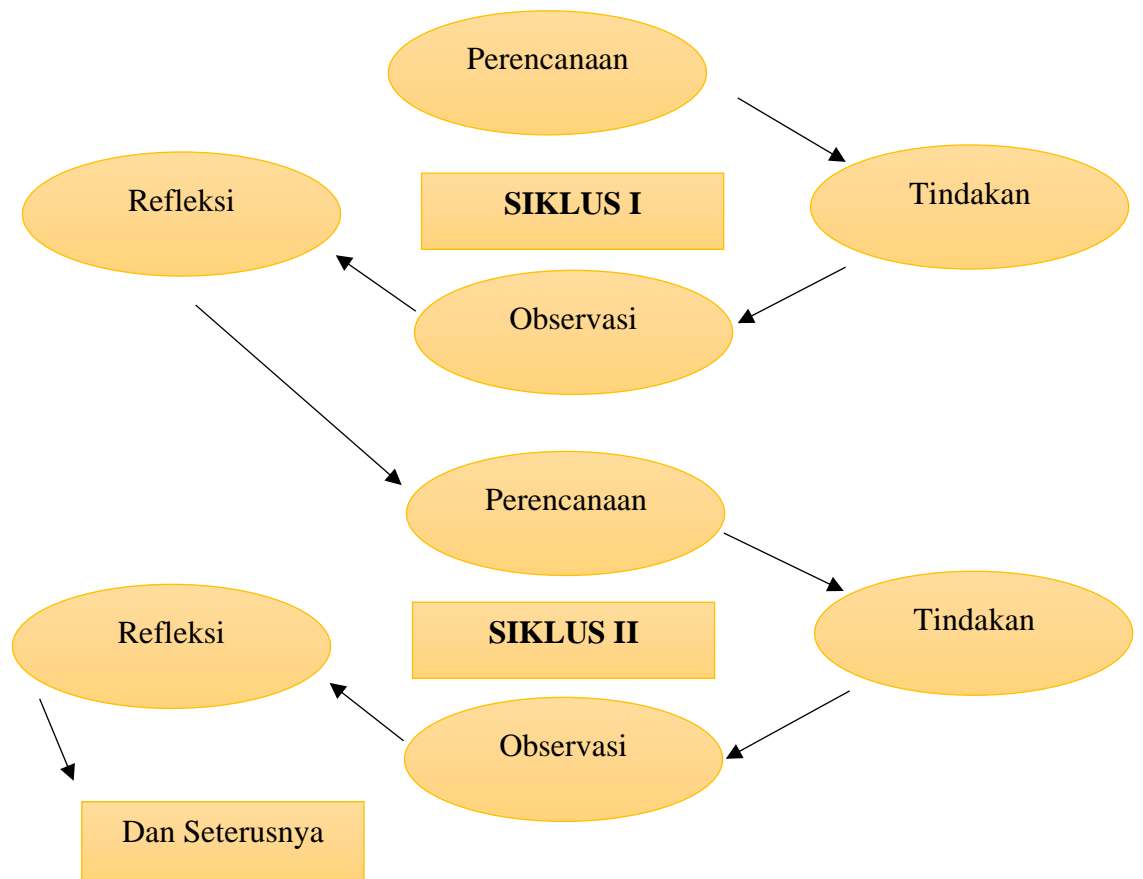 Perencanaan
Refleksi
SIKLUS I
Tindakan
Observasi
Perencanaan
Refleksi
SIKLUS II
Tindakan
Observasi
Dan Seterusnya